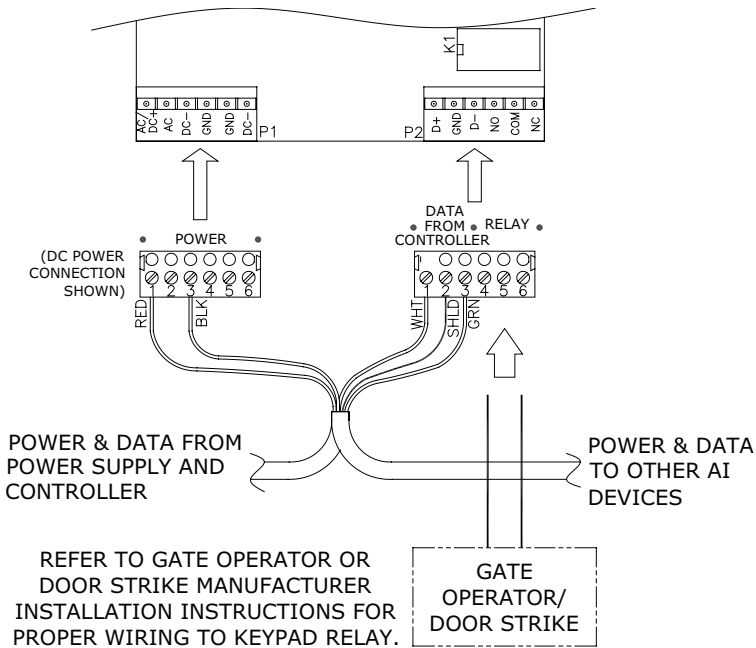 K1
AC/
DC+
AC
DC-
GND
GND
DC-
P1
P2
D+
GND
D-
NO
COM
NC
(DC POWER
CONNECTION
SHOWN)
POWER
1 2 3 4 5 6
RED
BLK
DATA
FROM
CONTROLLER
RELAY
1 2 3 4 5 6
WHT
SHLD
GRN
POWER & DATA FROM
POWER SUPPLY AND
CONTROLLER
POWER & DATA
TO OTHER AI
DEVICES
REFER TO GATE OPERATOR OR
DOOR STRIKE MANUFACTURER
INSTALLATION INSTRUCTIONS FOR
PROPER WIRING TO KEYPAD RELAY.
GATE
OPERATOR/
DOOR STRIKE